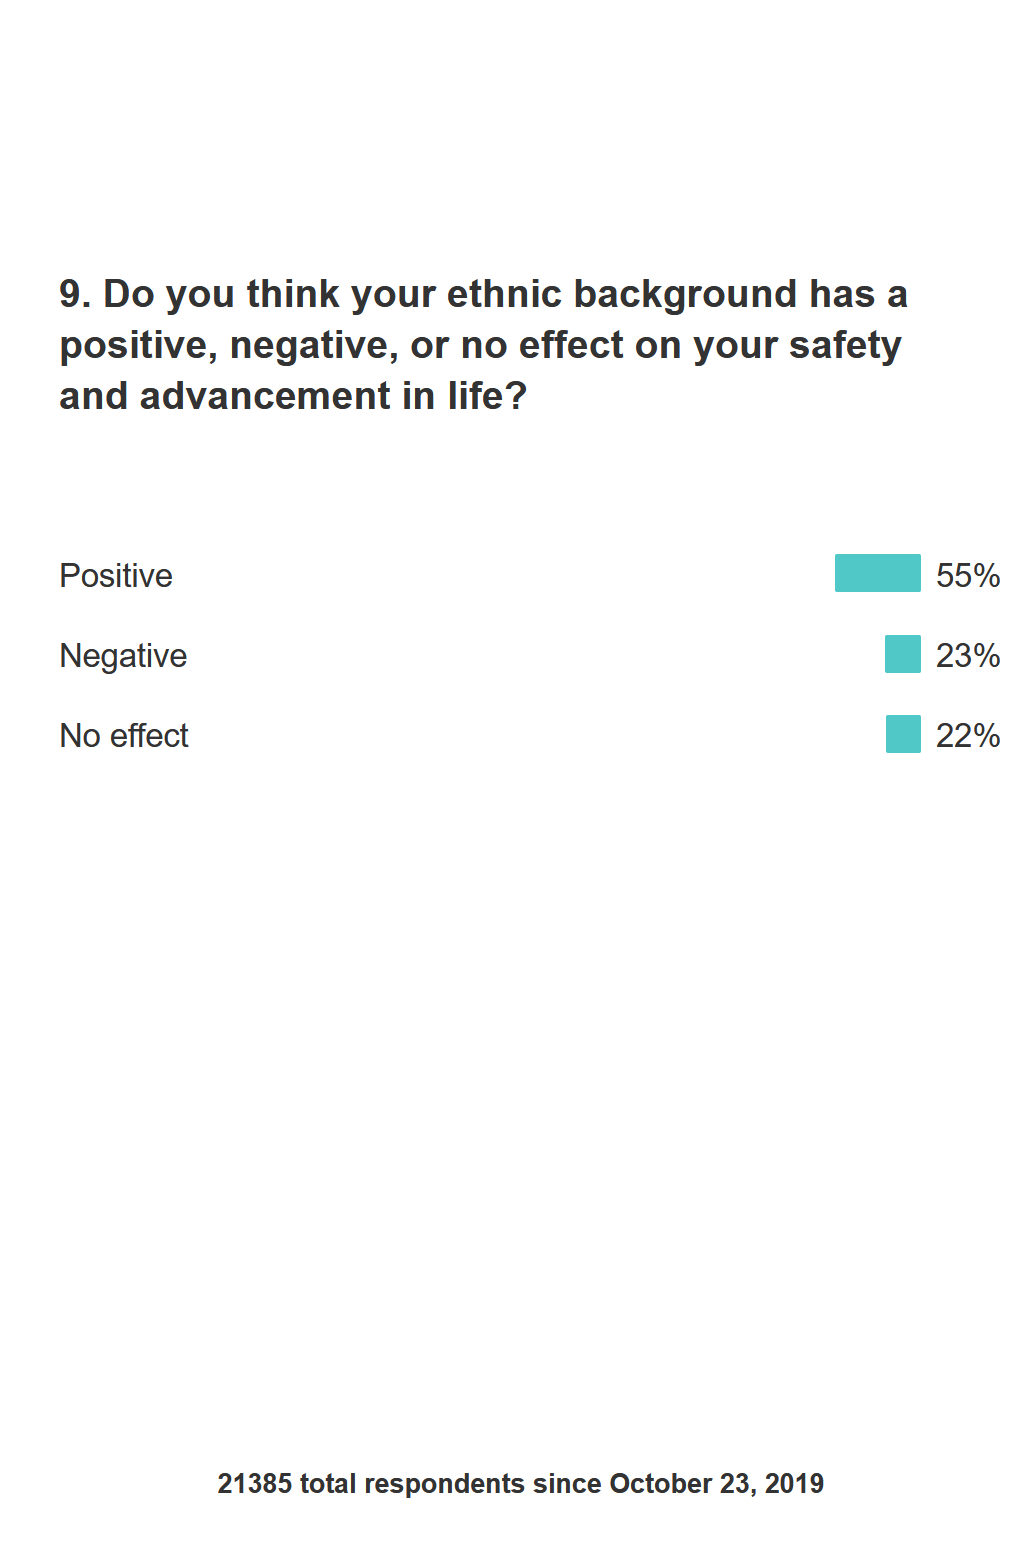 9. Do you think your ethnic background has a
positive, negative, or no effect on your safety
and advancement in life?
Positive 55%
Negative 23%
No effect 22%
21385 total respondents since October 23, 2019